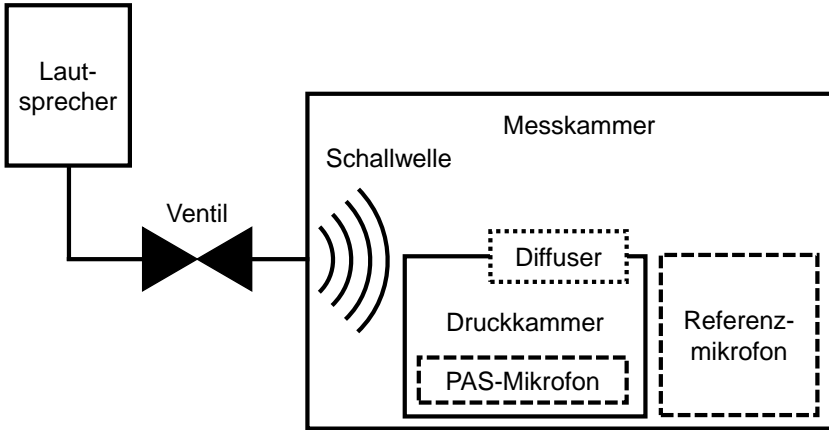 Laut-
sprecher
Messkammer
Schallwelle
Ventil
Diffuser
Druckkammer
Referenz-
mikrofon
PAS-Mikrofon